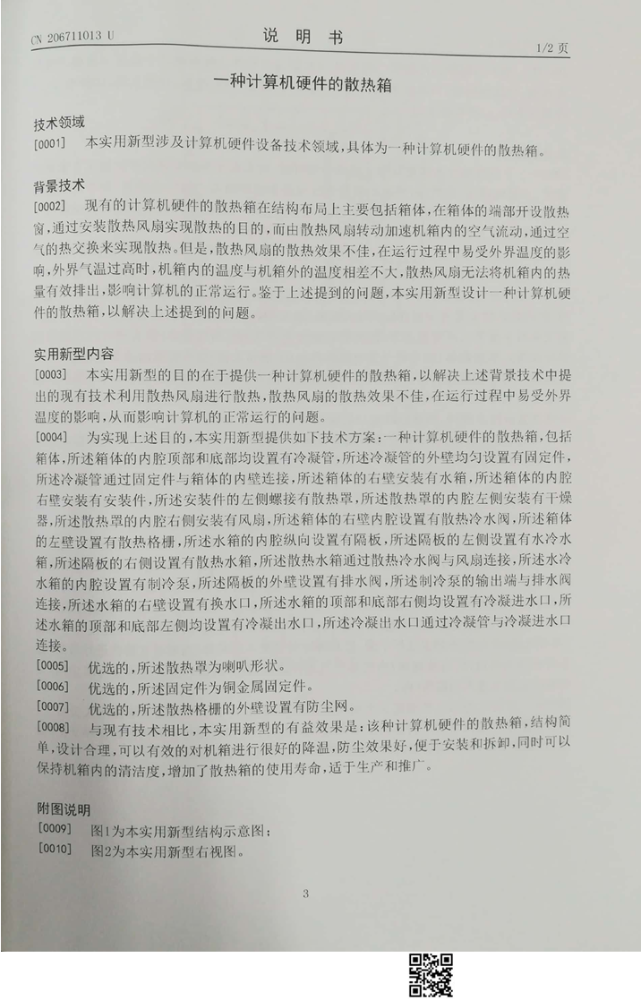 CN 206711013 U
说 明 书
1/2 页
一种计算机硬件的散热箱
技术领域
[0001] 本实用新型涉及计算机硬件设备技术领域,具体为一种计算机硬件的散热箱。
背景技术
[0002] 现有的计算机硬件的散热箱在结构布局上主要包括箱体,在箱体的端部开设散热
窗,通过安装散热风扇实现散热的目的,而由散热风扇转动加速机箱内的空气流动,通过空
气的热交换来实现散热。但是,散热风扇的散热效果不佳,在运行过程中易受外界温度的影
响,外界气温过高时,机箱内的温度与机箱外的温度相差不大,散热风扇无法将机箱内的热
量有效排出,影响计算机的正常运行。鉴于上述提到的问题,本实用新型设计一种计算机硬
件的散热箱,以解决上述提到的问题。
实用新型内容
[0003] 本实用新型的目的在于提供一种计算机硬件的散热箱,以解决上述背景技术中提
出的现有技术利用散热风扇进行散热,散热风扇的散热效果不佳,在运行过程中易受外界
温度的影响,从而影响计算机的正常运行的问题。
[0004] 为实现上述目的,本实用新型提供如下技术方案:一种计算机硬件的散热箱,包括
箱体,所述箱体的内腔顶部和底部均设置有冷凝管,所述冷凝管的外壁均匀设置有固定件,
所述冷凝管通过固定件与箱体的内壁连接,所述箱体的右壁安装有水箱,所述箱体的内腔
右壁安装有安装件,所述安装件的左侧螺接有散热罩,所述散热罩的内腔左侧安装有干燥
器,所述散热罩的内腔右侧安装有风扇,所述箱体的右壁内腔设置有散热冷水阀,所述箱体
的左壁设置有散热格栅,所述水箱的内腔纵向设置有隔板,所述隔板的左侧设置有水冷水
箱,所述隔板的右侧设置有散热水箱,所述散热水箱通过散热冷水阀与风扇连接,所述水冷
水箱的内腔设置有制冷泵,所述隔板的外壁设置有排水阀,所述制冷泵的输出端与排水阀
连接,所述水箱的右壁设置有换水口,所述水箱的顶部和底部右侧均设置有冷凝进水口,所
述水箱的顶部和底部左侧均设置有冷凝出水口,所述冷凝出水口通过冷凝管与冷凝进水口
连接。
[0005] 优选的,所述散热罩为喇叭形状。
[0006] 优选的,所述固定件为铜金属固定件。
[0007] 优选的,所述散热格栅的外壁设置有防尘网。
[0008] 与现有技术相比,本实用新型的有益效果是:该种计算机硬件的散热箱,结构简
单,设计合理,可以有效的对机箱进行很好的降温,防尘效果好,便于安装和拆卸,同时可以
保持机箱内的清洁度,增加了散热箱的使用寿命,适于生产和推广。
附图说明
[0009] 图1为本实用新型结构示意图;
[0010] 图2为本实用新型右视图。
3